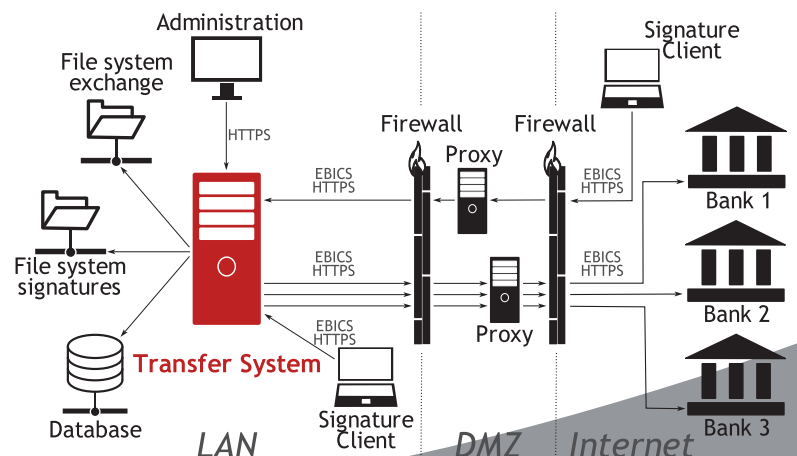 Administration
Signature
Client
File system
exchange
HTTPS
Firewall
Firewall
Proxy
EBICS
HTTPS
EBICS
HTTPS
Bank 1
File system
signatures
EBICS
HTTPS
EBICS
HTTPS
Bank 2
Proxy
EBICS
HTTPS
Transfer System
Signature
Client
Database
Bank 3
LAN
DMZ
Internet